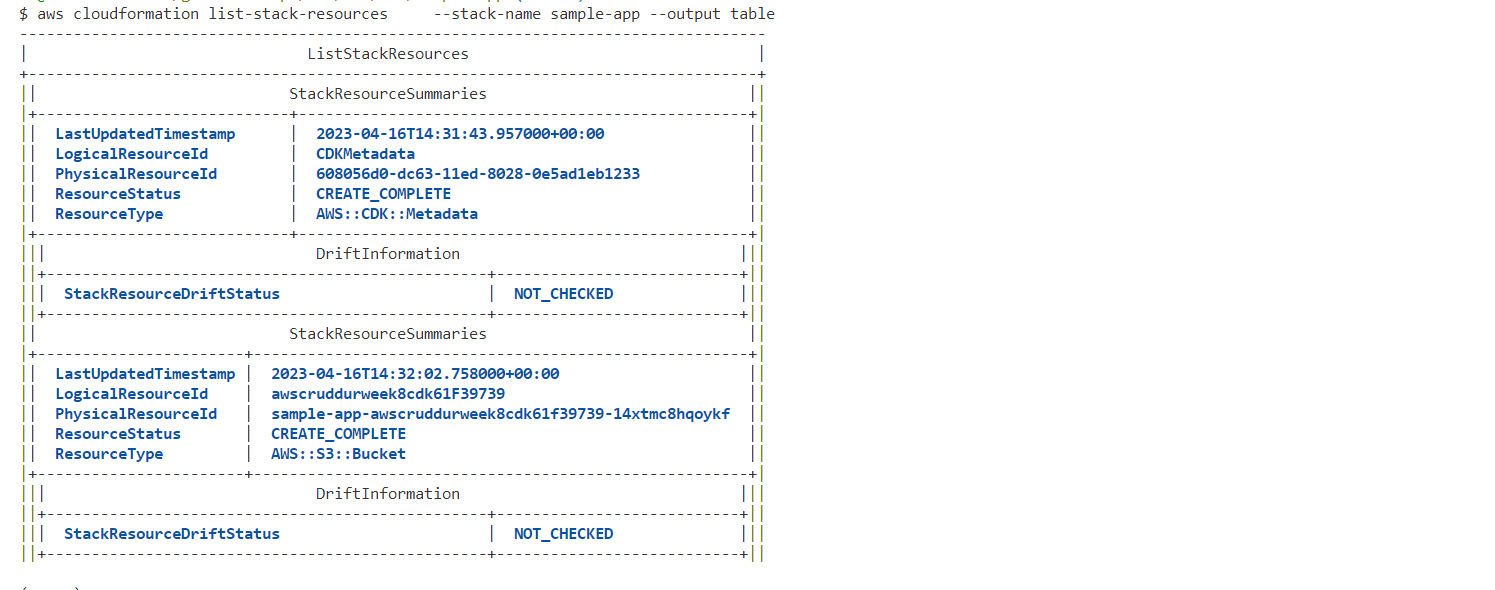 $ aws cloudformation list-stack-resources     --stack-name sample-app --output table
----------------------------------------------------------------------------------
|                               ListStackResources                                |
+---------------------------------------------------------------------------------+
||                            StackResourceSummaries                             ||
|+----------------------------+--------------------------------------------------+|
||  LastUpdatedTimestamp      |  2023-04-16T14:31:43.957000+00:00                ||
||  LogicalResourceId         |  CDKMetadata                                     ||
||  PhysicalResourceId        |  608056d0-dc63-11ed-8028-0e5ad1eb1233            ||
||  ResourceStatus            |  CREATE_COMPLETE                                 ||
||  ResourceType              |  AWS::CDK::Metadata                              ||
|+----------------------------+--------------------------------------------------+|
|||                              DriftInformation                               |||
||+-------------------------------------------------+---------------------------+||
|||  StackResourceDriftStatus                       |  NOT_CHECKED              |||
||+-------------------------------------------------+---------------------------+||
||                            StackResourceSummaries                             ||
|+-----------------------+-------------------------------------------------------+|
||  LastUpdatedTimestamp |  2023-04-16T14:32:02.758000+00:00                     ||
||  LogicalResourceId    |  awscruddurweek8cdk61F39739                           ||
||  PhysicalResourceId   |  sample-app-awscruddurweek8cdk61f39739-14xtmc8hqoykf  ||
||  ResourceStatus       |  CREATE_COMPLETE                                      ||
||  ResourceType         |  AWS::S3::Bucket                                      ||
|+-----------------------+-------------------------------------------------------+|
|||                              DriftInformation                               |||
||+-------------------------------------------------+---------------------------+||
|||  StackResourceDriftStatus                       |  NOT_CHECKED              |||
||+-------------------------------------------------+---------------------------+||